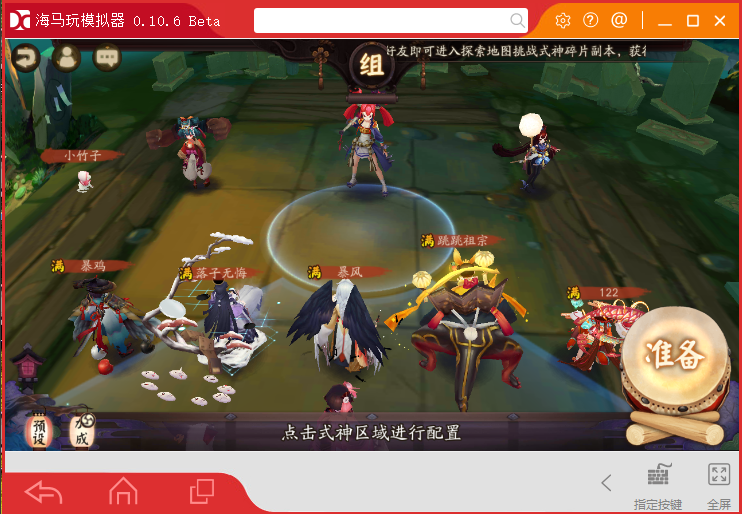 海马玩模拟器 0.10.6 Beta
好友即可进入探索地图挑战式神碎片副本，获得
组
小竹子
满 跳跳祖宗
满 暴鸡
满 落子无悔
满 暴风
满 122
准备
预设
加成
点击式神区域进行配置
指定按键
全屏